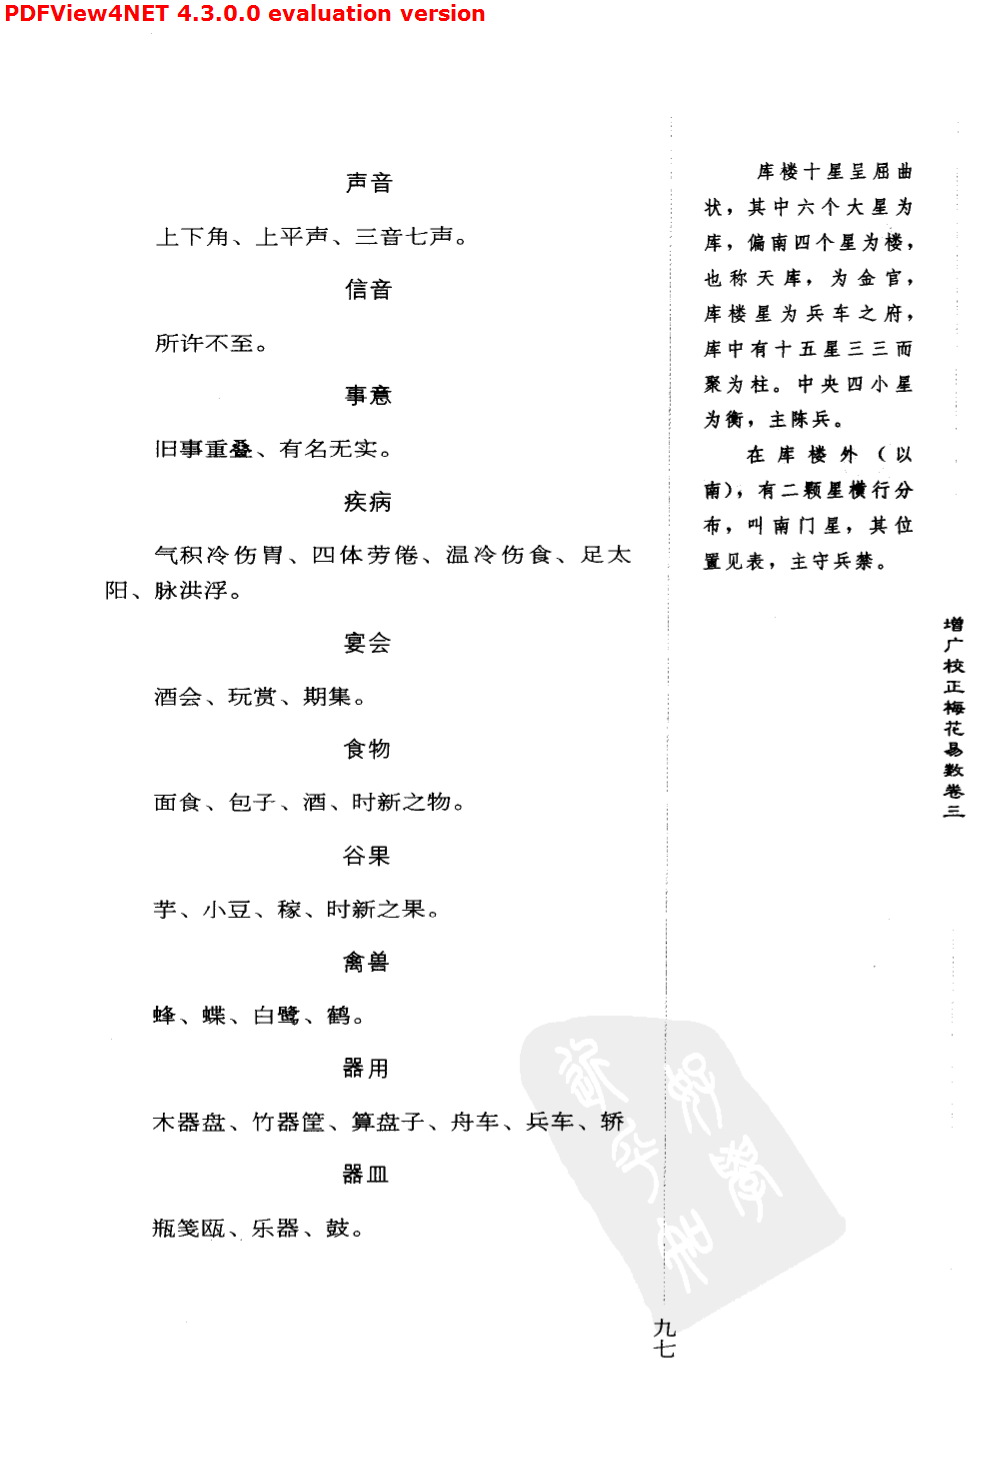 PDFView4NET 4.3.0.0 evaluation version
声音
上下角、上平声、三音七声。
信音
所许不至。
事意
旧事重叠、有名无实。
疾病
气积冷伤胃、四体劳倦、温冷伤食、足太
阳、脉洪浮。
宴会
酒会、玩赏、期集。
食物
面食、包子、酒、时新之物。
谷果
芋、小豆、稼、时新之果。
禽兽
蜂、蝶、白鹭、鹤。
器用
木器盘、竹器筐、算盘子、舟车、兵车、轿
器皿
瓶笺瓯、乐器、鼓。
库楼十星呈屈曲
状，其中六个大星为
库，偏南四个星为楼，
也称天库，为金官，
库楼星为兵车之府，
库中有十五星三三而
聚为柱。中央四小星
为衡，主陈兵。
在库楼外（以
南），有二颗星横行分
布，叫南门星，其位
置见表，主守兵禁。
增广校正梅花易数卷三
九七